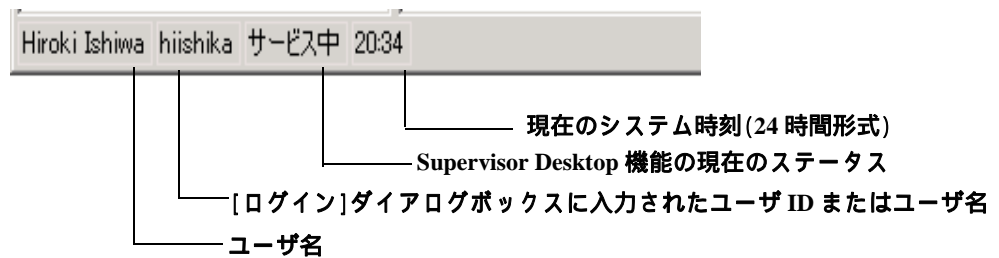 Hiroki Ishiwa hiishika サービス中 20:34
現在のシステム時刻(24 時間形式)
Supervisor Desktop 機能の現在のステータス
[ログイン]ダイアログボックスに入力されたユーザ ID またはユーザ名
ユーザ名